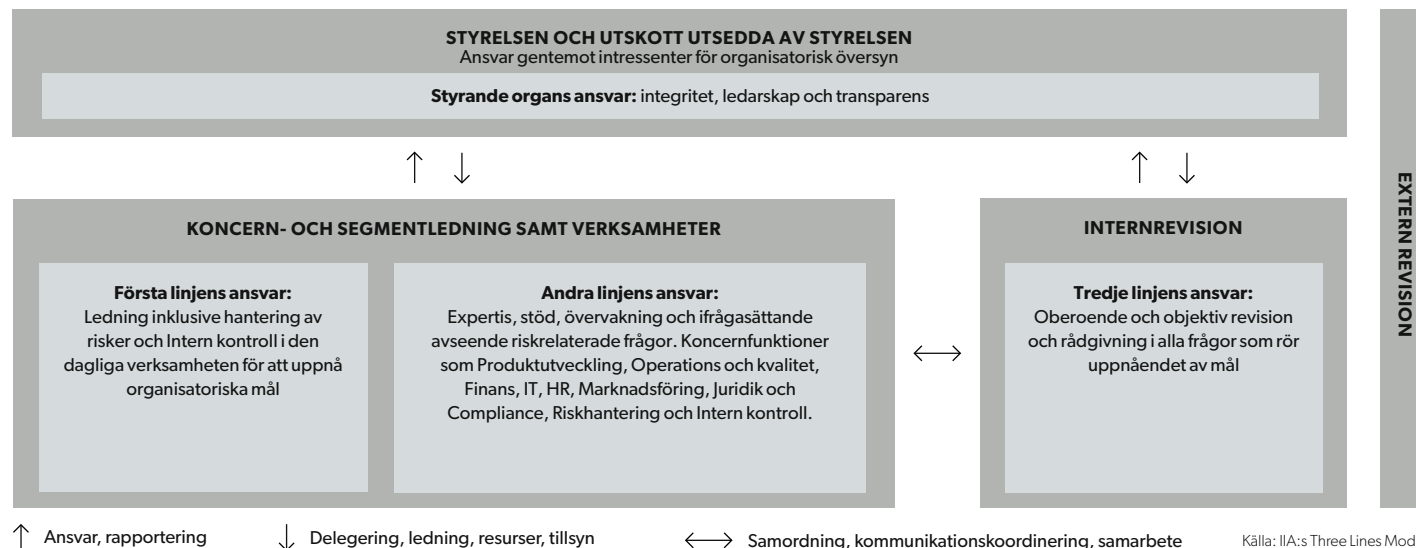 STYRELSEN OCH UTSKOTT UTSEDDA AV STYRELSEN
Ansvar gentemot intressenter för organisatorisk översyn
Styrande organs ansvar: integritet, ledarskap och transparens
KONCERN- OCH SEGMENTLEDNING SAMT VERKSAMHETER
Första linjens ansvar:
Ledning inklusive hantering av
risker och Intern kontroll i den
dagliga verksamheten för att uppnå
organisatoriska mål
Andra linjens ansvar:
Expertis, stöd, övervakning och ifrågasättande
avseende riskrelaterade frågor. Koncernfunktioner
som Produktutveckling, Operations och kvalitet,
Finans, IT, HR, Marknadsföring, Juridik och
Compliance, Riskhantering och Intern kontroll.
INTERNREVISION
Tredje linjens ansvar:
Oberoende och objektiv revision
och rådgivning i alla frågor som rör
uppnåendet av mål
EXTERN REVISION
↑ Ansvar, rapportering
↓ Delegering, ledning, resurser, tillsyn
↔ Samordning, kommunikationskoordinering, samarbete
Källa: IIA:s Three Lines Mod